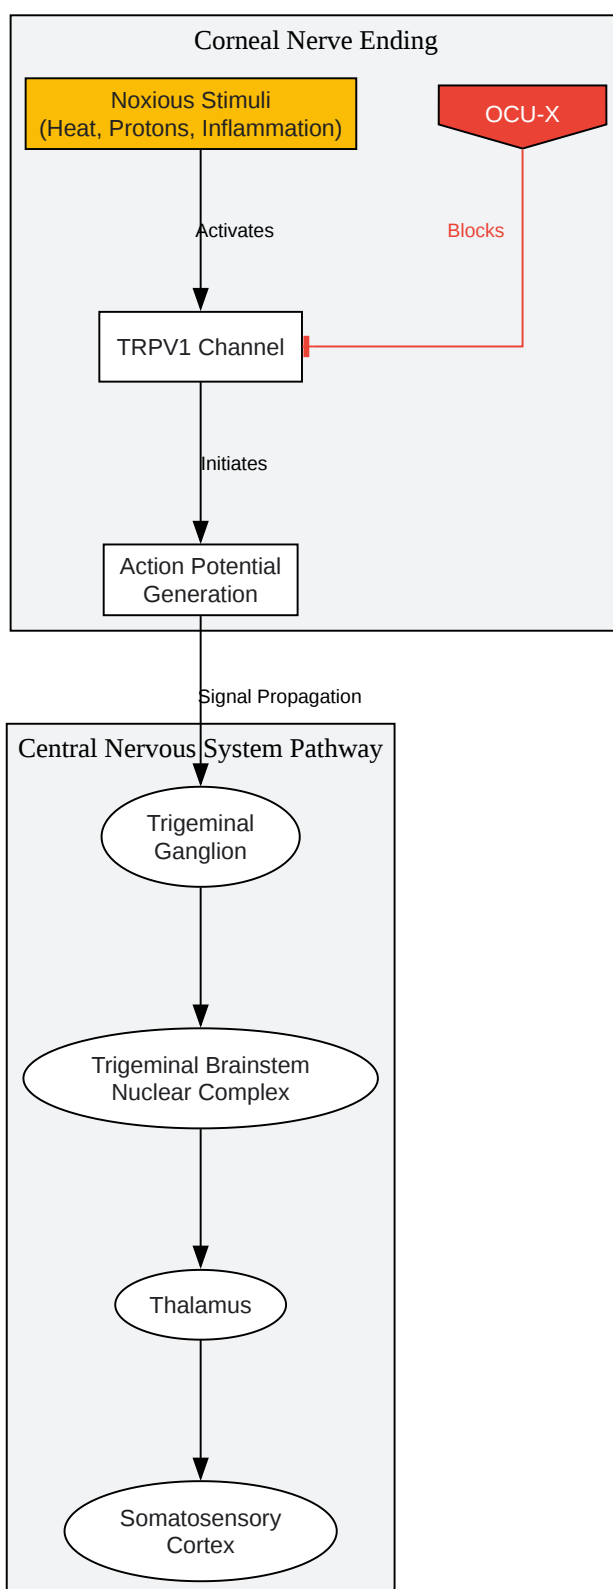 Corneal Nerve Ending
Noxious Stimuli
(Heat, Protons, Inflammation)
OCU-X
Activates
Blocks
TRPV1 Channel
Initiates
Action Potential
Generation
Signal Propagation
Central Nervous System Pathway
Trigeminal
Ganglion
Trigeminal Brainstem
Nuclear Complex
Thalamus
Somatosensory
Cortex